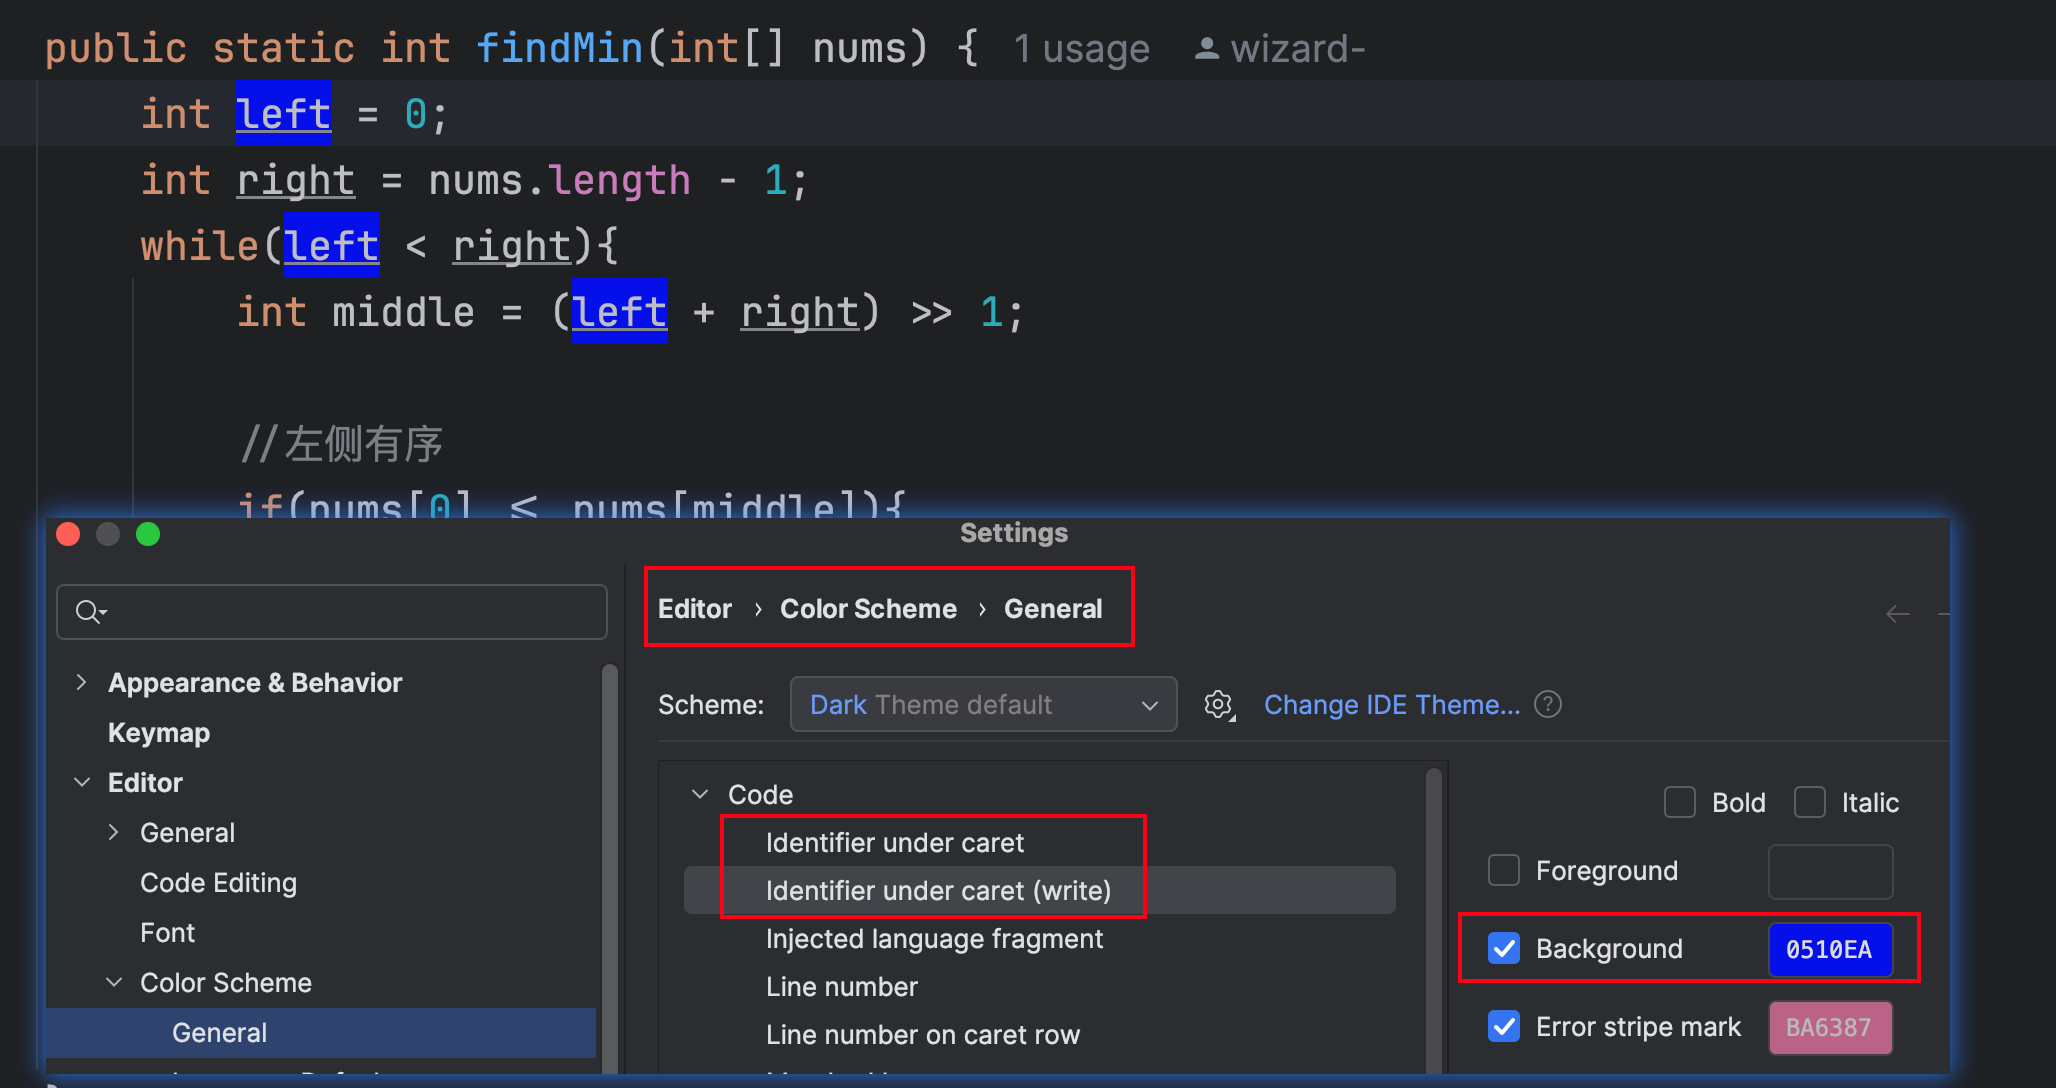 public static int findMin(int[] nums) { 1 usage wizard-
int left = 0;
int right = nums.length - 1;
while(left < right){
int middle = (left + right) >> 1;
//左侧有序
if(nums[0] ≤ nums[middle]){
Settings
Editor › Color Scheme › General
Appearance & Behavior
Keymap
Editor
General
Code Editing
Font
Color Scheme
General
Scheme: Dark Theme default Change IDE Theme... ?
Code
Identifier under caret
Identifier under caret (write)
Injected language fragment
Line number
Line number on caret row
Bold Italic
Foreground
Background 0510EA
Error stripe mark BA6387